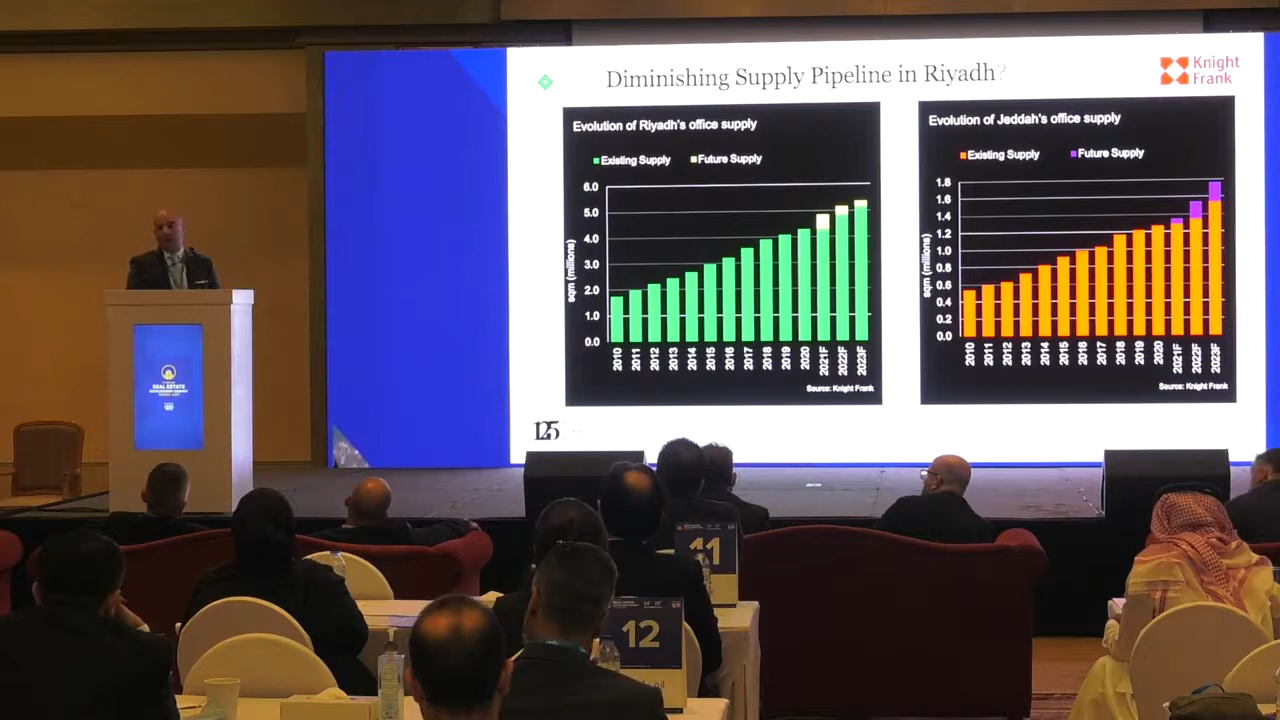 Diminishing Supply Pipeline in Riyadh?
Knight
Frank
Evolution of Riyadh's office supply
Existing Supply
Future Supply
6.0
5.0
4.0
3.0
2.0
1.0
0.0
sqm (millions)
2010
2011
2012
2013
2014
2015
2016
2017
2018
2019
2020
2021F
2022F
2023F
Source: Knight Frank
Evolution of Jeddah's office supply
Existing Supply
Future Supply
1.8
1.6
1.4
1.2
1.0
0.8
0.6
0.4
0.2
0.0
sqm (millions)
2010
2011
2012
2013
2014
2015
2016
2017
2018
2019
2020
2021F
2022F
2023F
Source: Knight Frank
125
REAL ESTATE
11
12